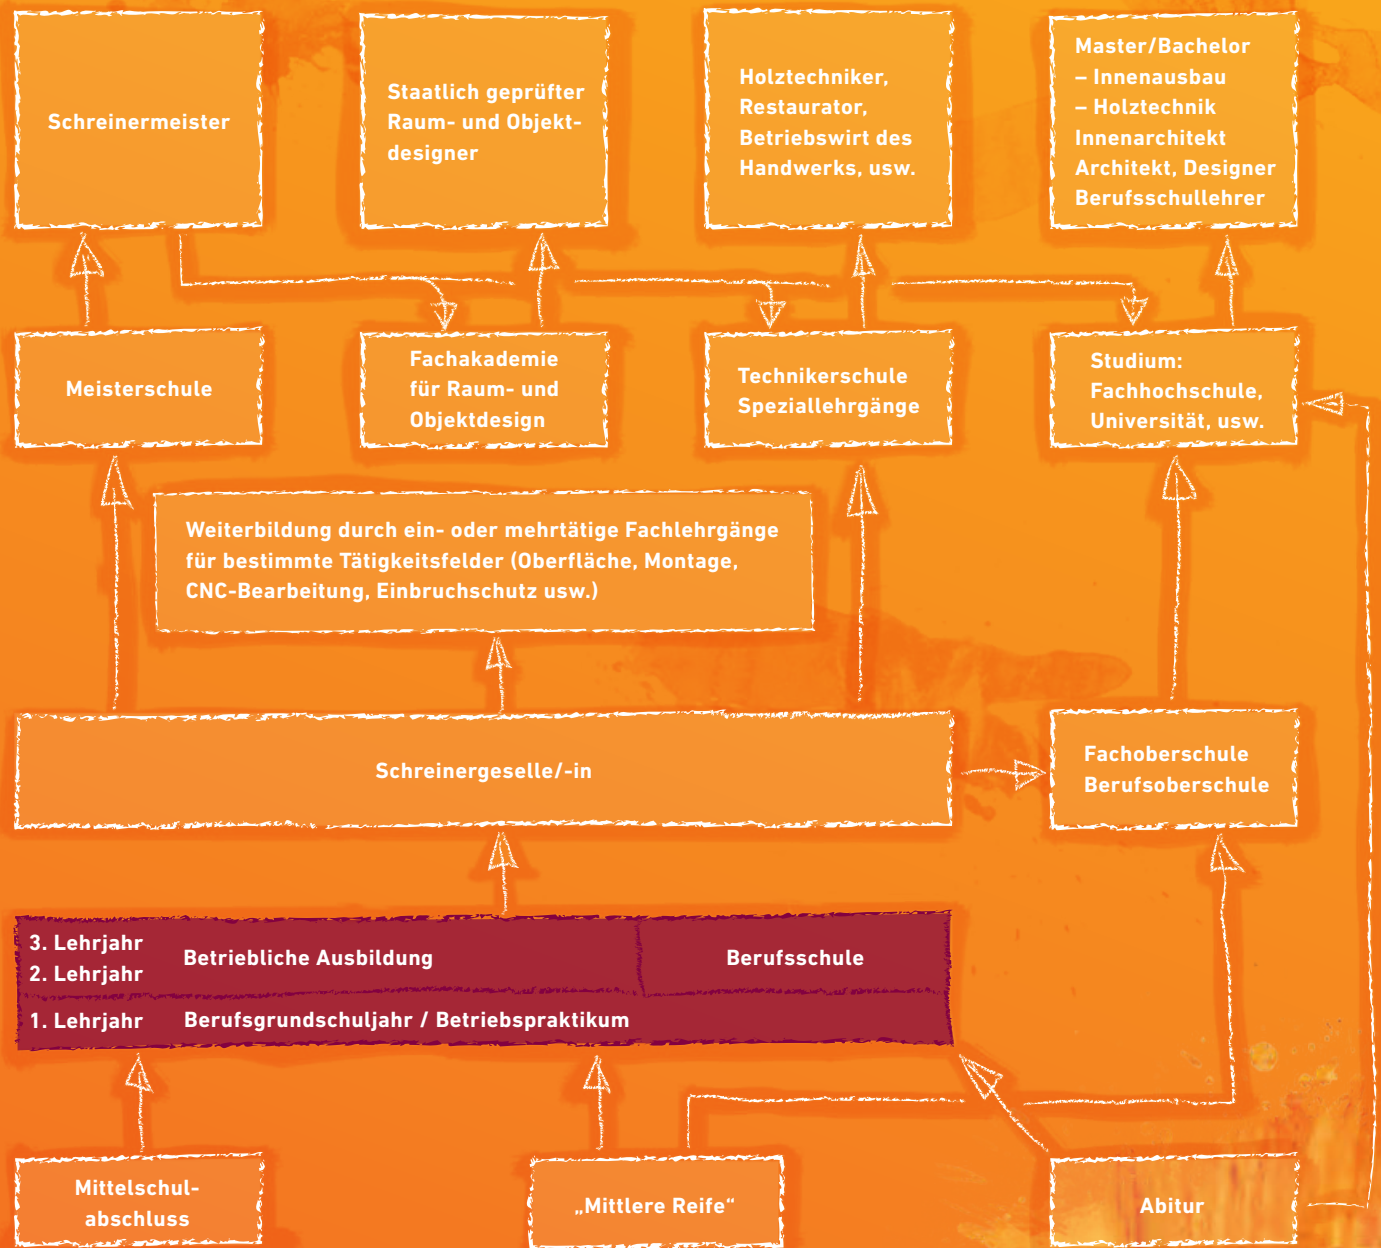 Schreinermeister
Staatlich geprüfter
Raum- und Objekt-
designer
Holztechniker,
Restaurator,
Betriebswirt des
Handwerks, usw.
Master/Bachelor
– Innenausbau
– Holztechnik
Innenarchitekt
Architekt, Designer
Berufsschullehrer
Meisterschule
Fachakademie
für Raum- und
Objektdesign
Technikerschule
Speziallehrgänge
Studium:
Fachhochschule,
Universität, usw.
Weiterbildung durch ein- oder mehrtätige Fachlehrgänge
für bestimmte Tätigkeitsfelder (Oberfläche, Montage,
CNC-Bearbeitung, Einbruchschutz usw.)
Schreinergeselle/-in
Fachoberschule
Berufsoberschule
3. Lehrjahr
2. Lehrjahr
Betriebliche Ausbildung
Berufsschule
1. Lehrjahr Berufsgrundschuljahr / Betriebspraktikum
Mittelschul-
abschluss
„Mittlere Reife“
Abitur